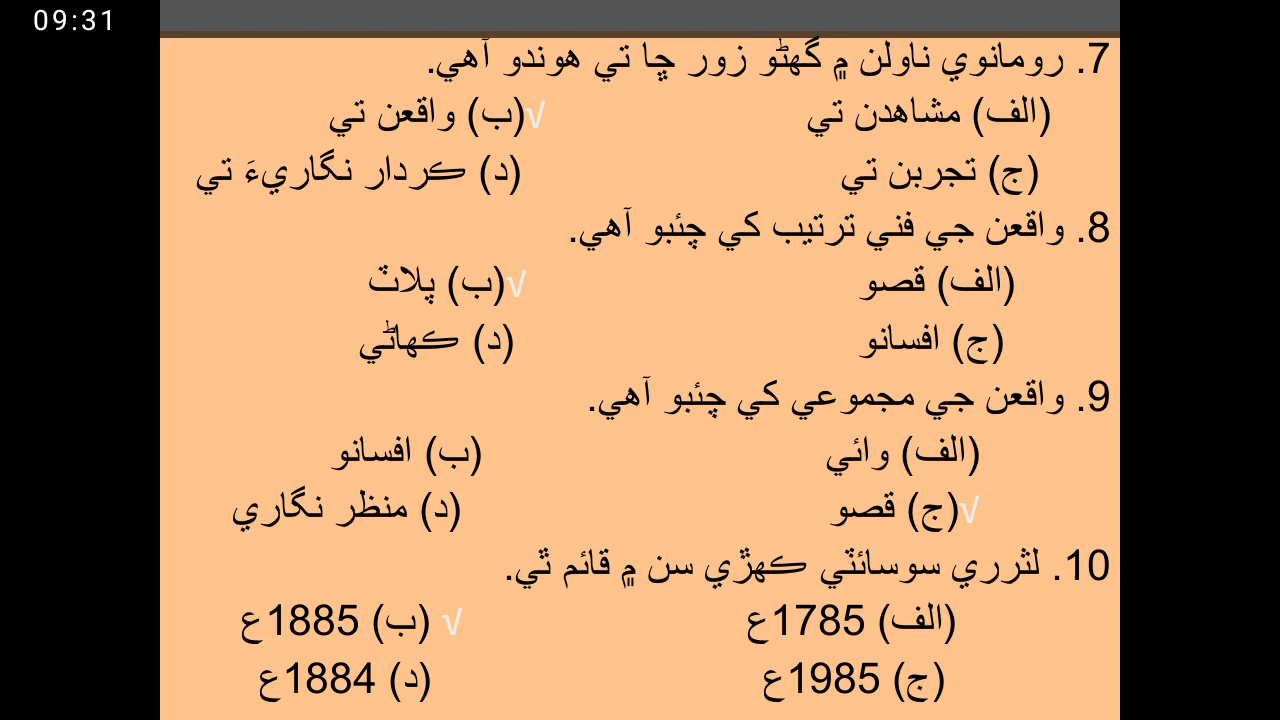 09:31
7. رومانوي ناولن ۾ گهڻو زور ڇا تي هوندو آهي.
(الف) مشاهدن تي √(ب) واقعن تي
(ج) تجربن تي (د) ڪردار نگاريءَ تي
8. واقعن جي فني ترتيب کي چئبو آهي.
(الف) قصو √(ب) پلاٽ
(ج) افسانو (د) ڪهاڻي
9. واقعن جي مجموعي کي چئبو آهي.
(الف) وائي (ب) افسانو
√(ج) قصو (د) منظر نگاري
10. لٽرري سوسائٽي ڪهڙي سن ۾ قائم ٿي.
(الف) 1785ع √ (ب) 1885ع
(ج) 1985ع (د) 1884ع